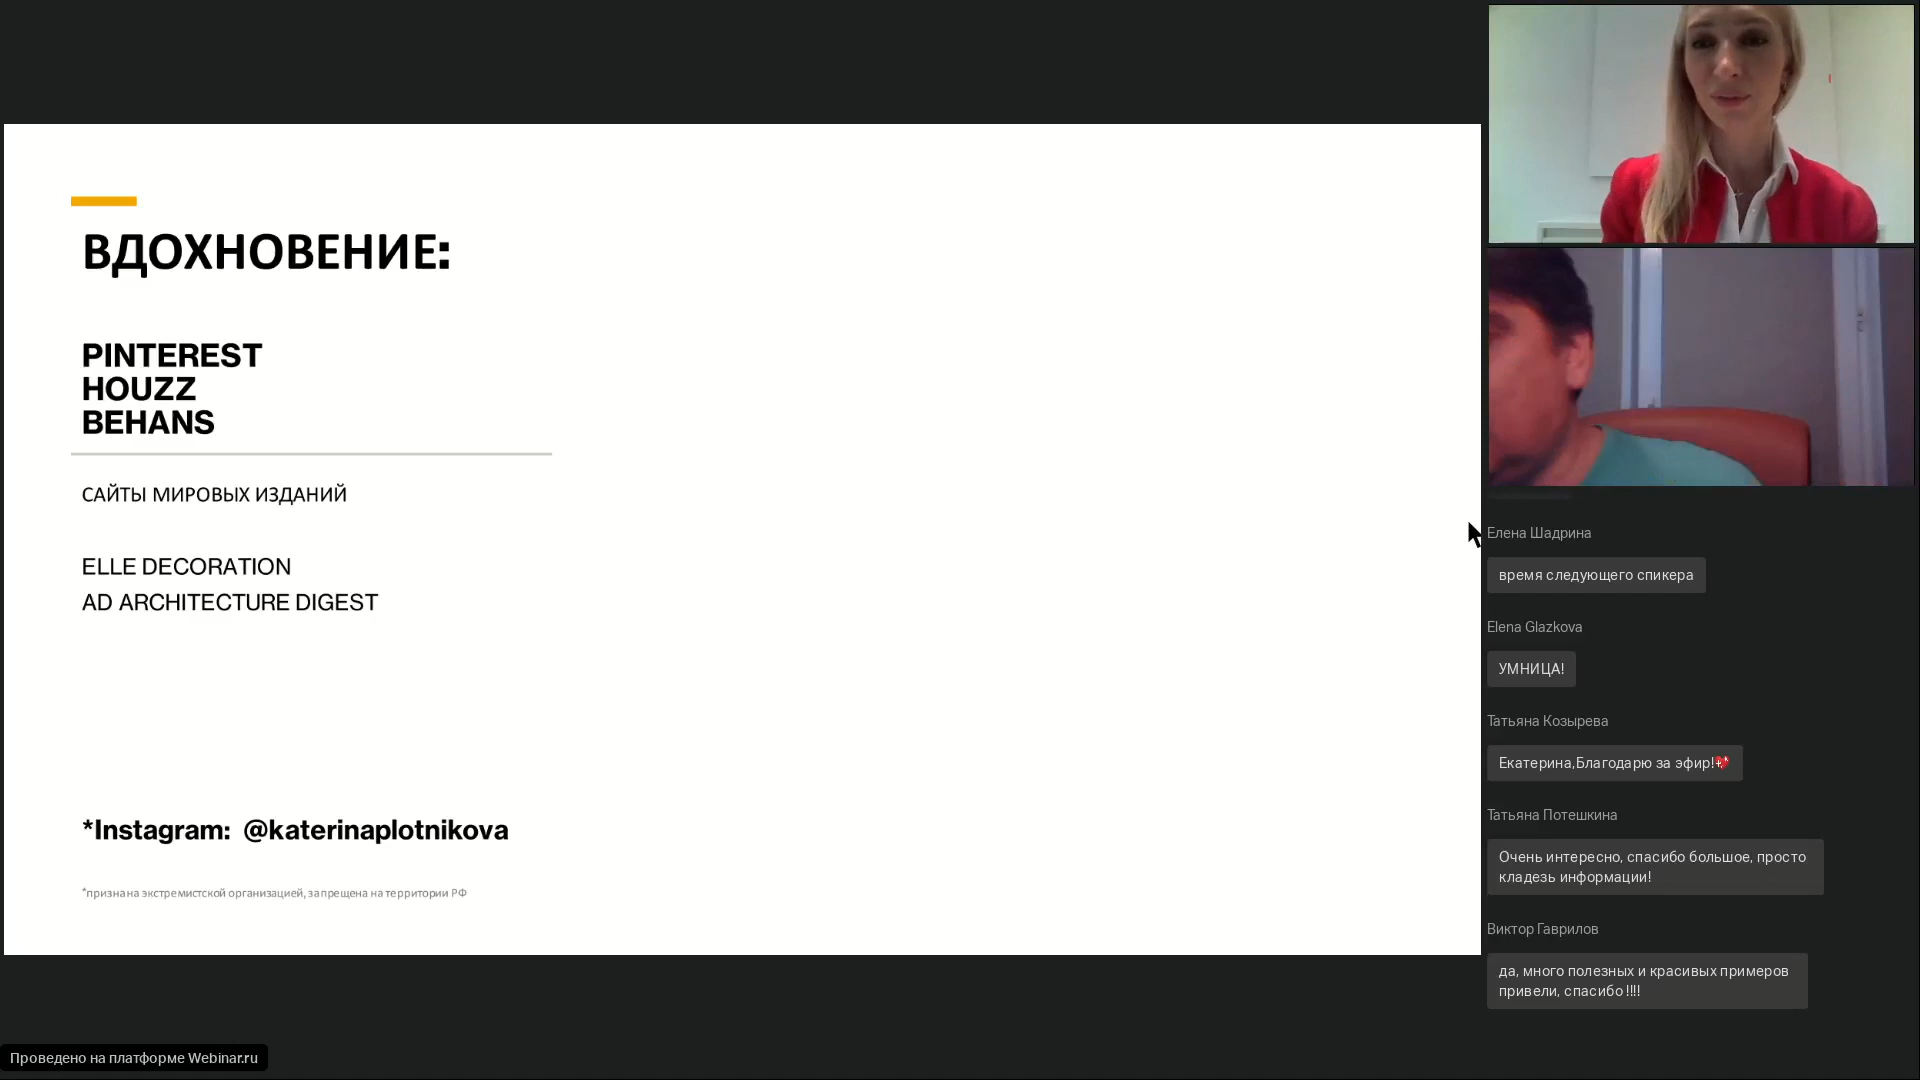 ВДОХНОВЕНИЕ:
PINTEREST
HOUZZ
BEHANS
САЙТЫ МИРОВЫХ ИЗДАНИЙ
ELLE DECORATION
AD ARCHITECTURE DIGEST
*Instagram: @katerinaplotnikova
*признана экстремистской организацией, запрещена на территории РФ
Елена Шадрина
время следующего спикера
Elena Glazkova
УМНИЦА!
Татьяна Козырева
Екатерина,Благодарю за эфир!
Татьяна Потешкина
Очень интересно, спасибо большое, просто
кладезь информации!
Виктор Гаврилов
да, много полезных и красивых примеров
привели, спасибо !!!!
Проведено на платформе Webinar.ru